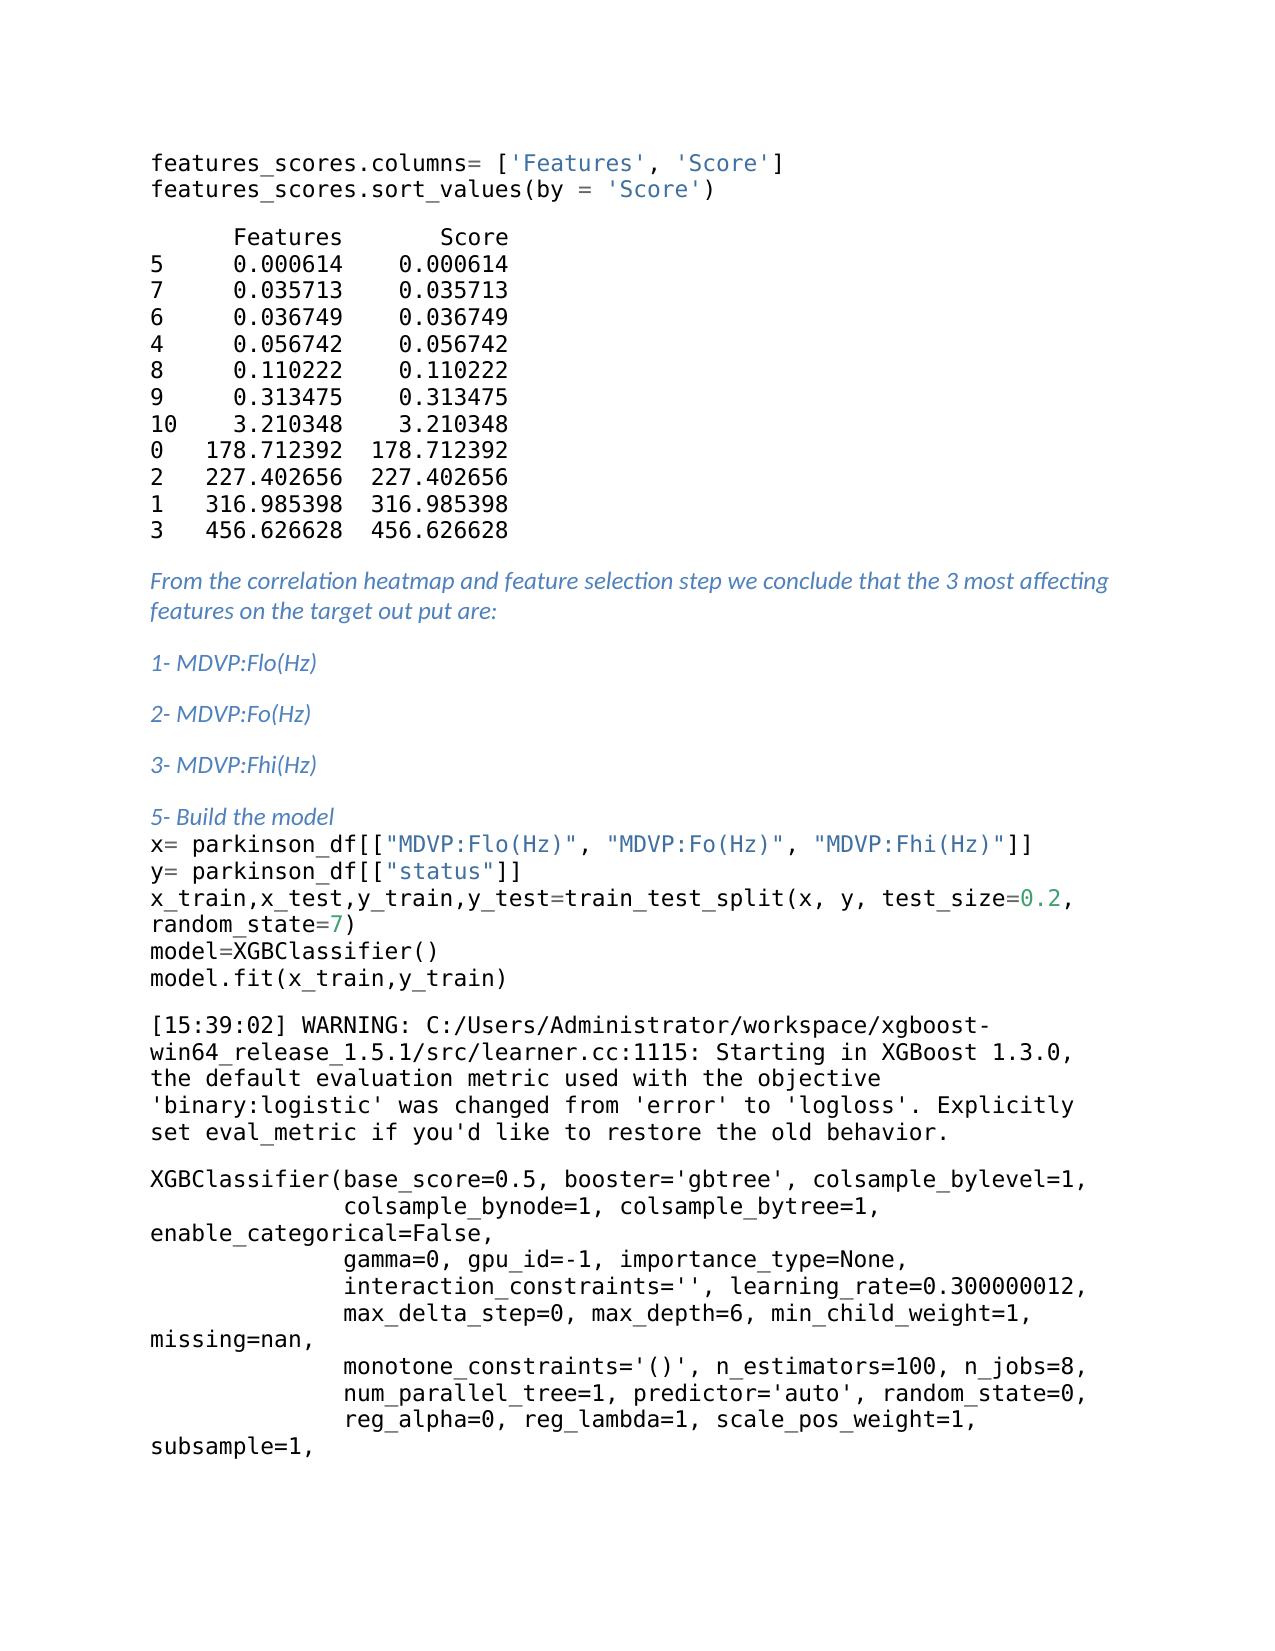 features_scores.columns= ['Features', 'Score']
features_scores.sort_values(by = 'Score')
      Features       Score
5     0.000614    0.000614
7     0.035713    0.035713
6     0.036749    0.036749
4     0.056742    0.056742
8     0.110222    0.110222
9     0.313475    0.313475
10    3.210348    3.210348
0   178.712392  178.712392
2   227.402656  227.402656
1   316.985398  316.985398
3   456.626628  456.626628
From the correlation heatmap and feature selection step we conclude that the 3 most affecting
features on the target out put are:
1- MDVP:Flo(Hz)
2- MDVP:Fo(Hz)
3- MDVP:Fhi(Hz)
5- Build the model
x= parkinson_df[["MDVP:Flo(Hz)", "MDVP:Fo(Hz)", "MDVP:Fhi(Hz)"]]
y= parkinson_df[["status"]]
x_train,x_test,y_train,y_test=train_test_split(x, y, test_size=0.2,
random_state=7)
model=XGBClassifier()
model.fit(x_train,y_train)
[15:39:02] WARNING: C:/Users/Administrator/workspace/xgboost-
win64_release_1.5.1/src/learner.cc:1115: Starting in XGBoost 1.3.0,
the default evaluation metric used with the objective
'binary:logistic' was changed from 'error' to 'logloss'. Explicitly
set eval_metric if you'd like to restore the old behavior.
XGBClassifier(base_score=0.5, booster='gbtree', colsample_bylevel=1,
              colsample_bynode=1, colsample_bytree=1,
enable_categorical=False,
              gamma=0, gpu_id=-1, importance_type=None,
              interaction_constraints='', learning_rate=0.300000012,
              max_delta_step=0, max_depth=6, min_child_weight=1,
missing=nan,
              monotone_constraints='()', n_estimators=100, n_jobs=8,
              num_parallel_tree=1, predictor='auto', random_state=0,
              reg_alpha=0, reg_lambda=1, scale_pos_weight=1,
subsample=1,